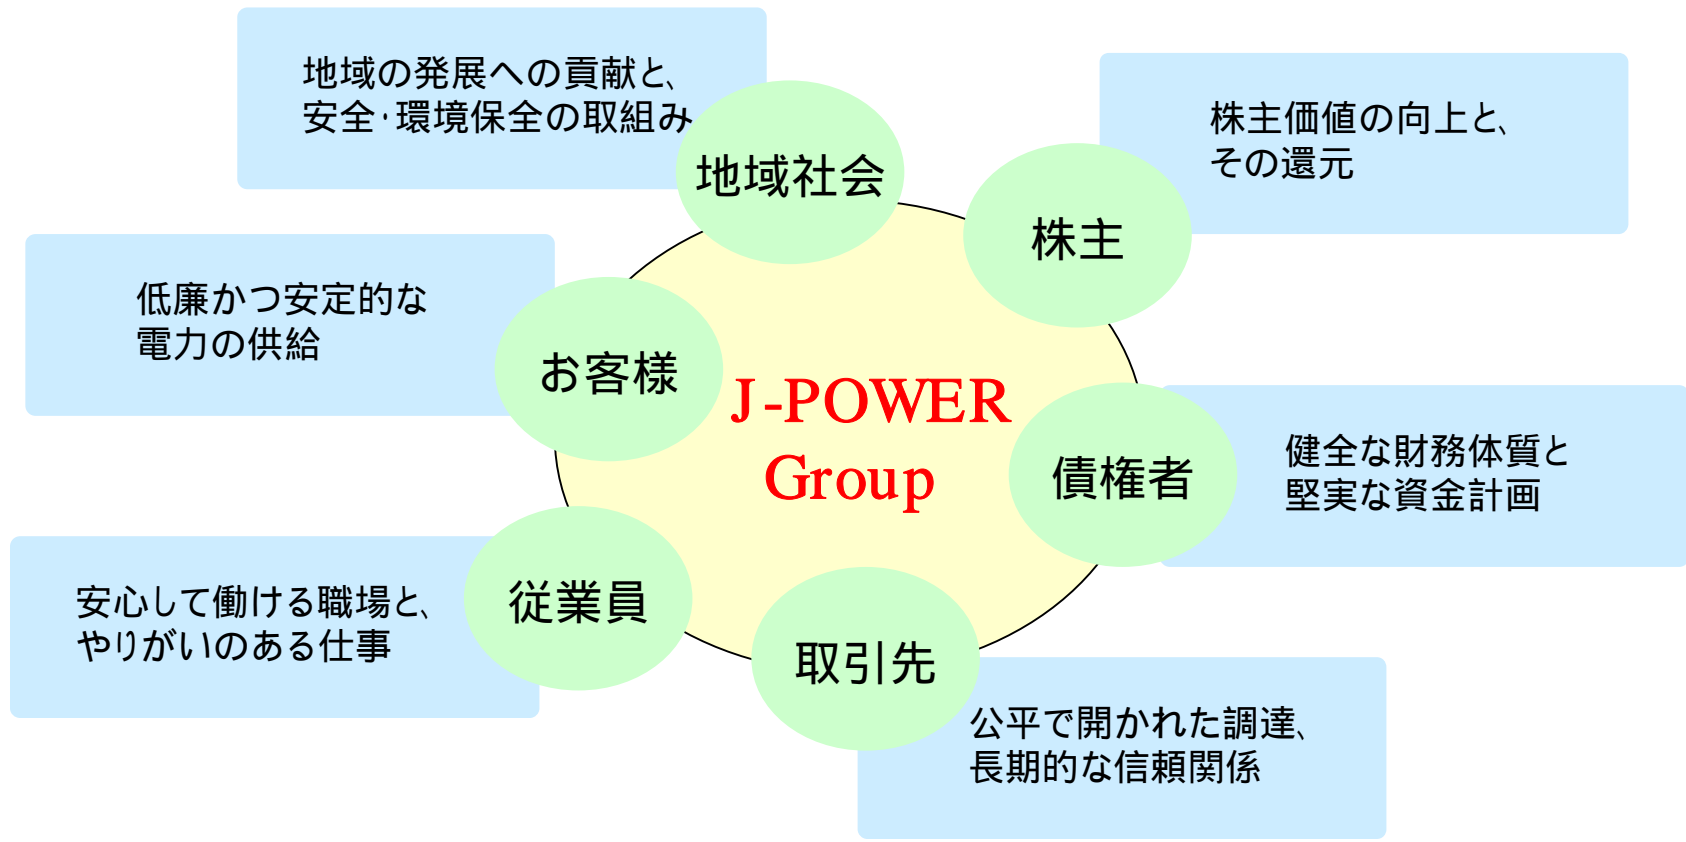 地域の発展への貢献と、
安全・環境保全の取組み
地域社会
株主価値の向上と、
その還元
株主
低廉かつ安定的な
電力の供給
お客様
J-POWER
Group
債権者
健全な財務体質と
堅実な資金計画
安心して働ける職場と、
やりがいのある仕事
従業員
取引先
公平で開かれた調達、
長期的な信頼関係